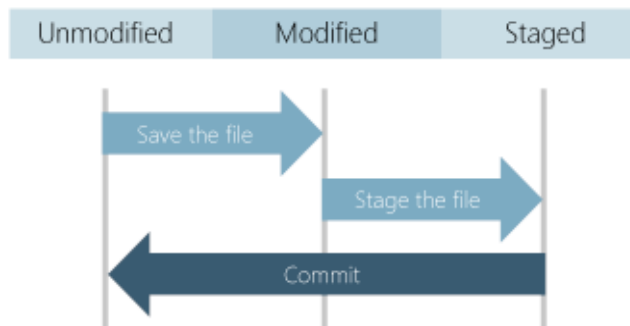 Unmodified Modified Staged
Save the file
Stage the file
Commit